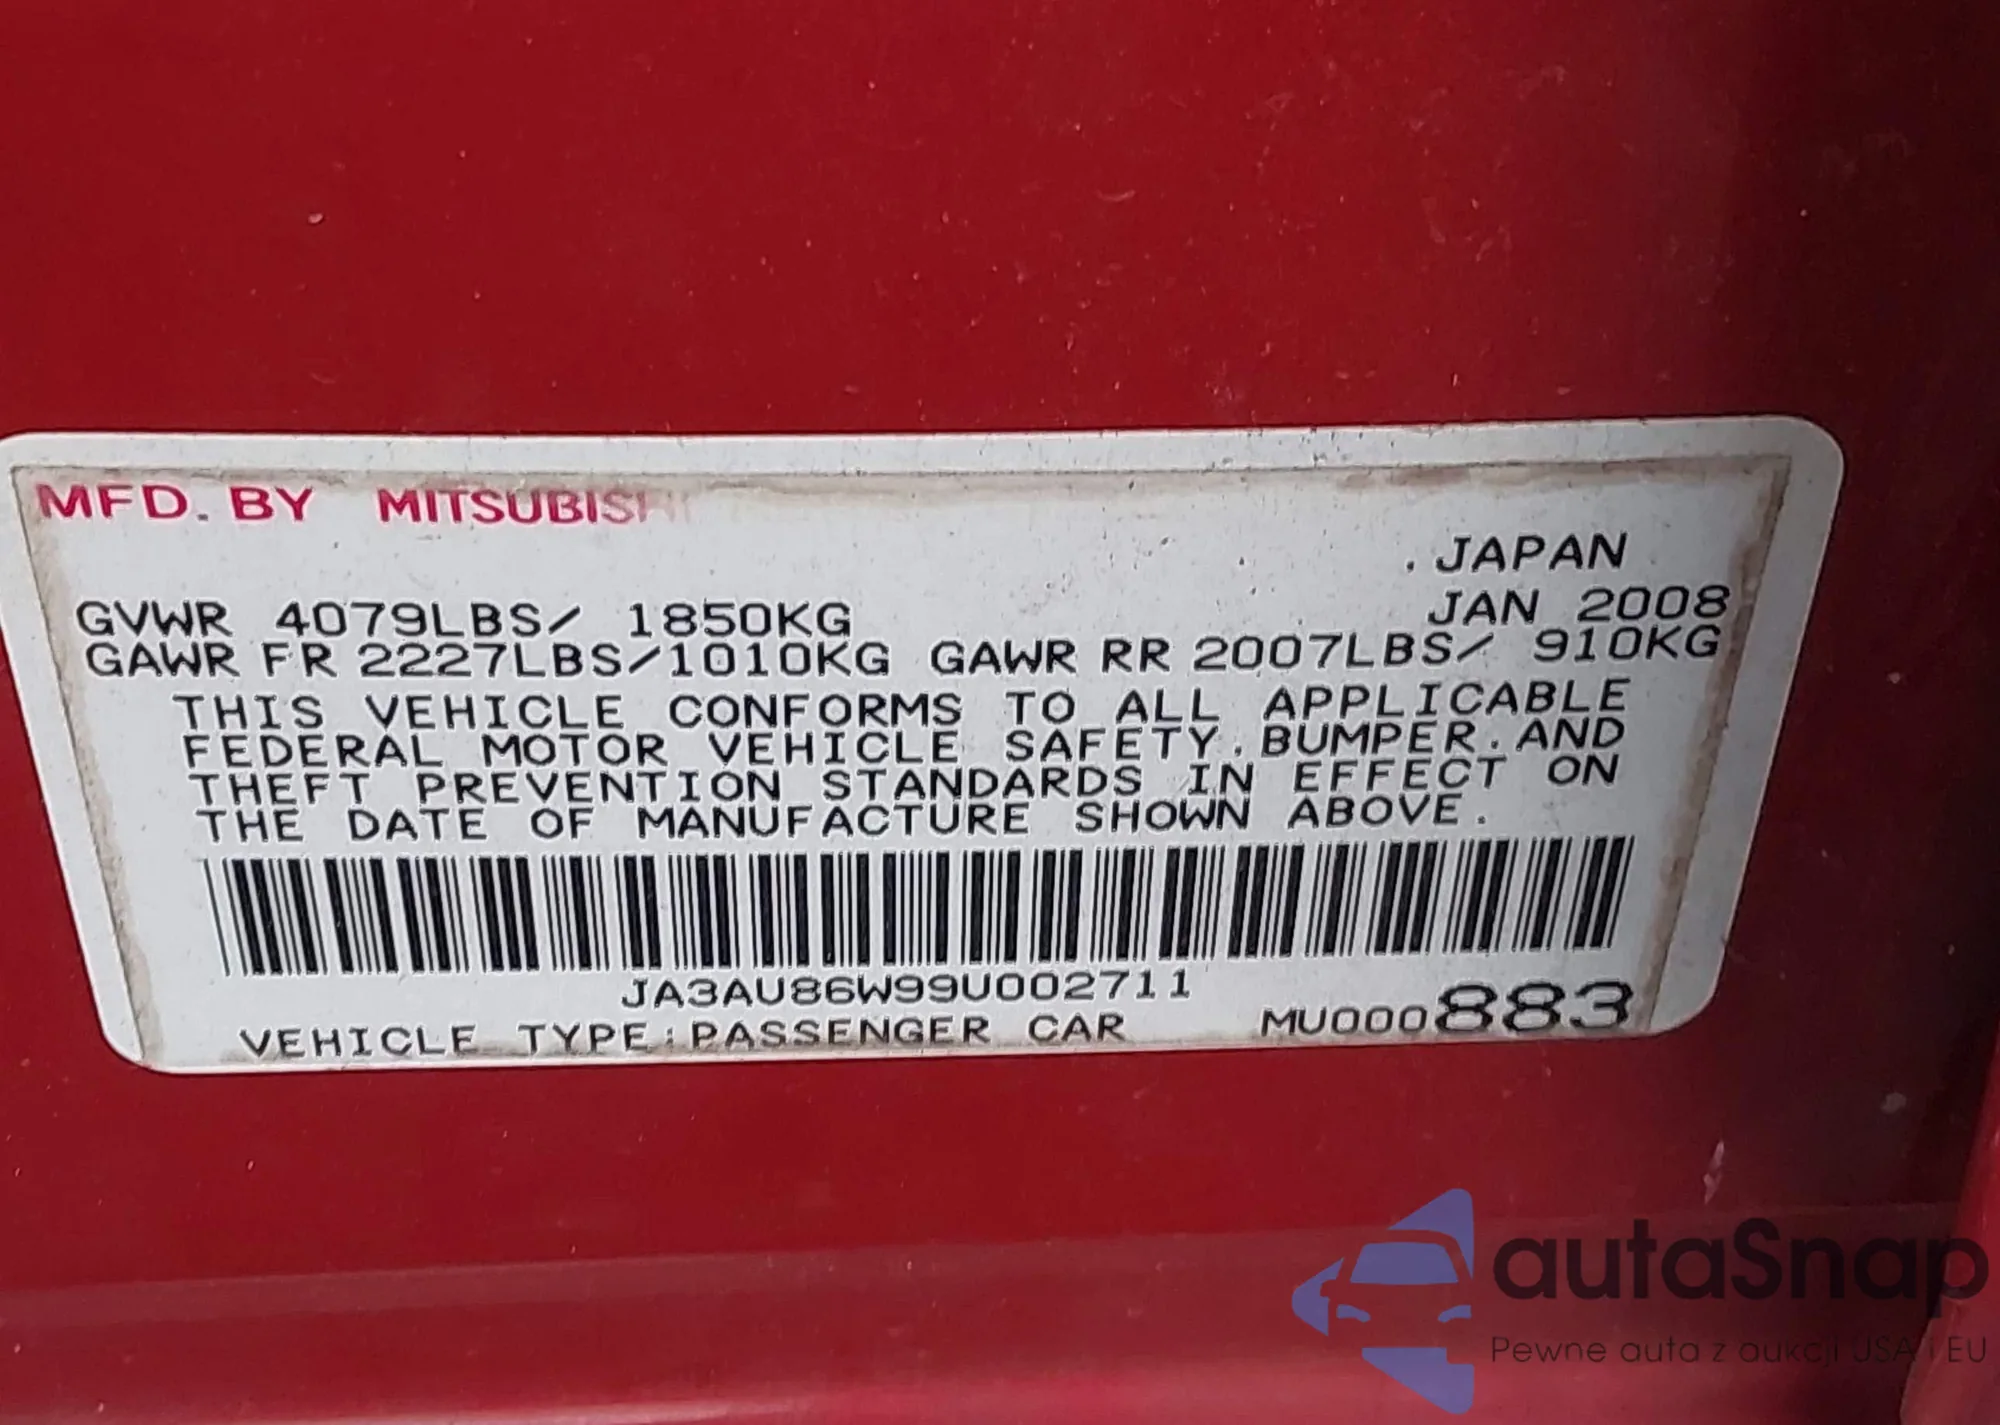 MFD. BY MITSUBISHI
. JAPAN
GVWR 4079LBS/ 1850KG JAN 2008
GAWR FR 2227LBS/1010KG GAWR RR 2007LBS/ 910KG
THIS VEHICLE CONFORMS TO ALL APPLICABLE
FEDERAL MOTOR VEHICLE SAFETY. BUMPER. AND
THEFT PREVENTION STANDARDS IN EFFECT ON
THE DATE OF MANUFACTURE SHOWN ABOVE.
JA3AU86W99U002711
VEHICLE TYPE:PASSENGER CAR MU000883
autaSnap
Pewne auta z aukcji USA i EU